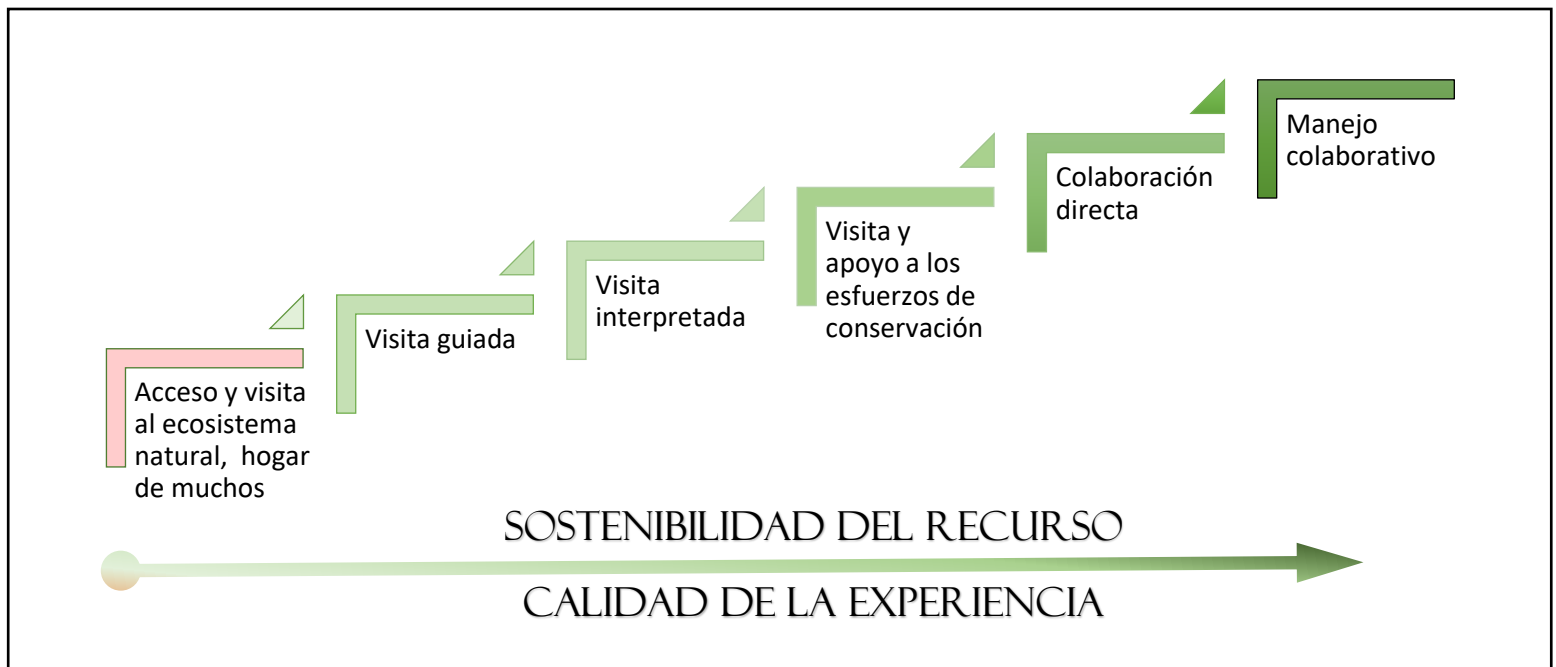 Acceso y visita
al ecosistema
natural,  hogar
de muchos
Visita guiada
Visita
interpretada
Visita y
apoyo a los
esfuerzos de
conservación
Colaboración
directa
Manejo
colaborativo
SOSTENIBILIDAD DEL RECURSO
CALIDAD DE LA EXPERIENCIA